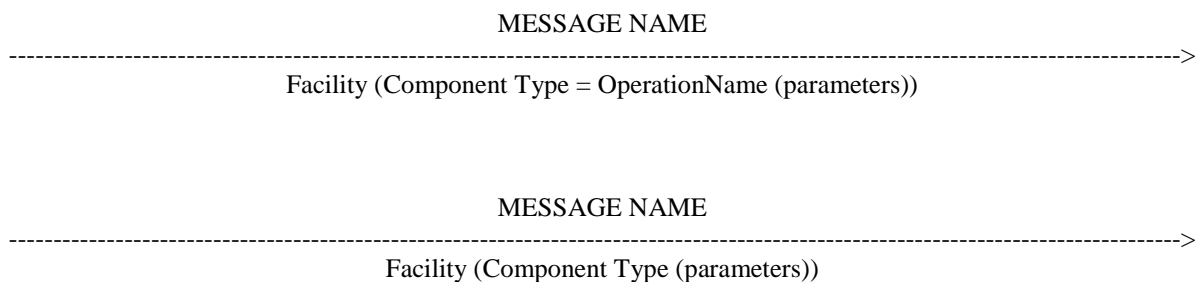 MESSAGE NAME
------------------------------------------------------------------------------------------------------------------------------------>
Facility (Component Type = OperationName (parameters))
MESSAGE NAME
------------------------------------------------------------------------------------------------------------------------------------>
Facility (Component Type (parameters))